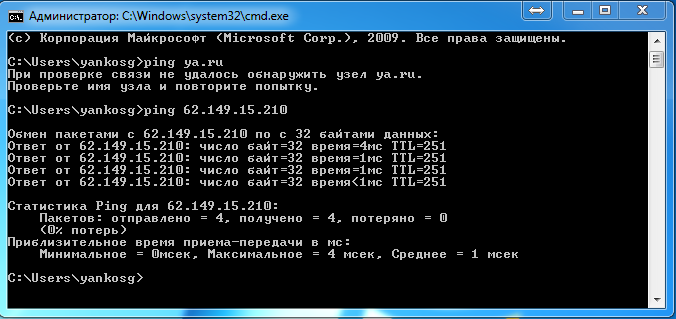 Администратор: C:\Windows\system32\cmd.exe
(c) Корпорация Майкрософт (Microsoft Corp.), 2009. Все права защищены.
C:\Users\yankosg>ping ya.ru
При проверке связи не удалось обнаружить узел ya.ru.
Проверьте имя узла и повторите попытку.
C:\Users\yankosg>ping 62.149.15.210
Обмен пакетами с 62.149.15.210 по с 32 байтами данных:
Ответ от 62.149.15.210: число байт=32 время=4мс TTL=251
Ответ от 62.149.15.210: число байт=32 время=1мс TTL=251
Ответ от 62.149.15.210: число байт=32 время=1мс TTL=251
Ответ от 62.149.15.210: число байт=32 время<1мс TTL=251
Статистика Ping для 62.149.15.210:
Пакетов: отправлено = 4, получено = 4, потеряно = 0
(0% потерь)
Приблизительное время приема-передачи в мс:
Минимальное = 0мсек, Максимальное = 4 мсек, Среднее = 1 мсек
C:\Users\yankosg>